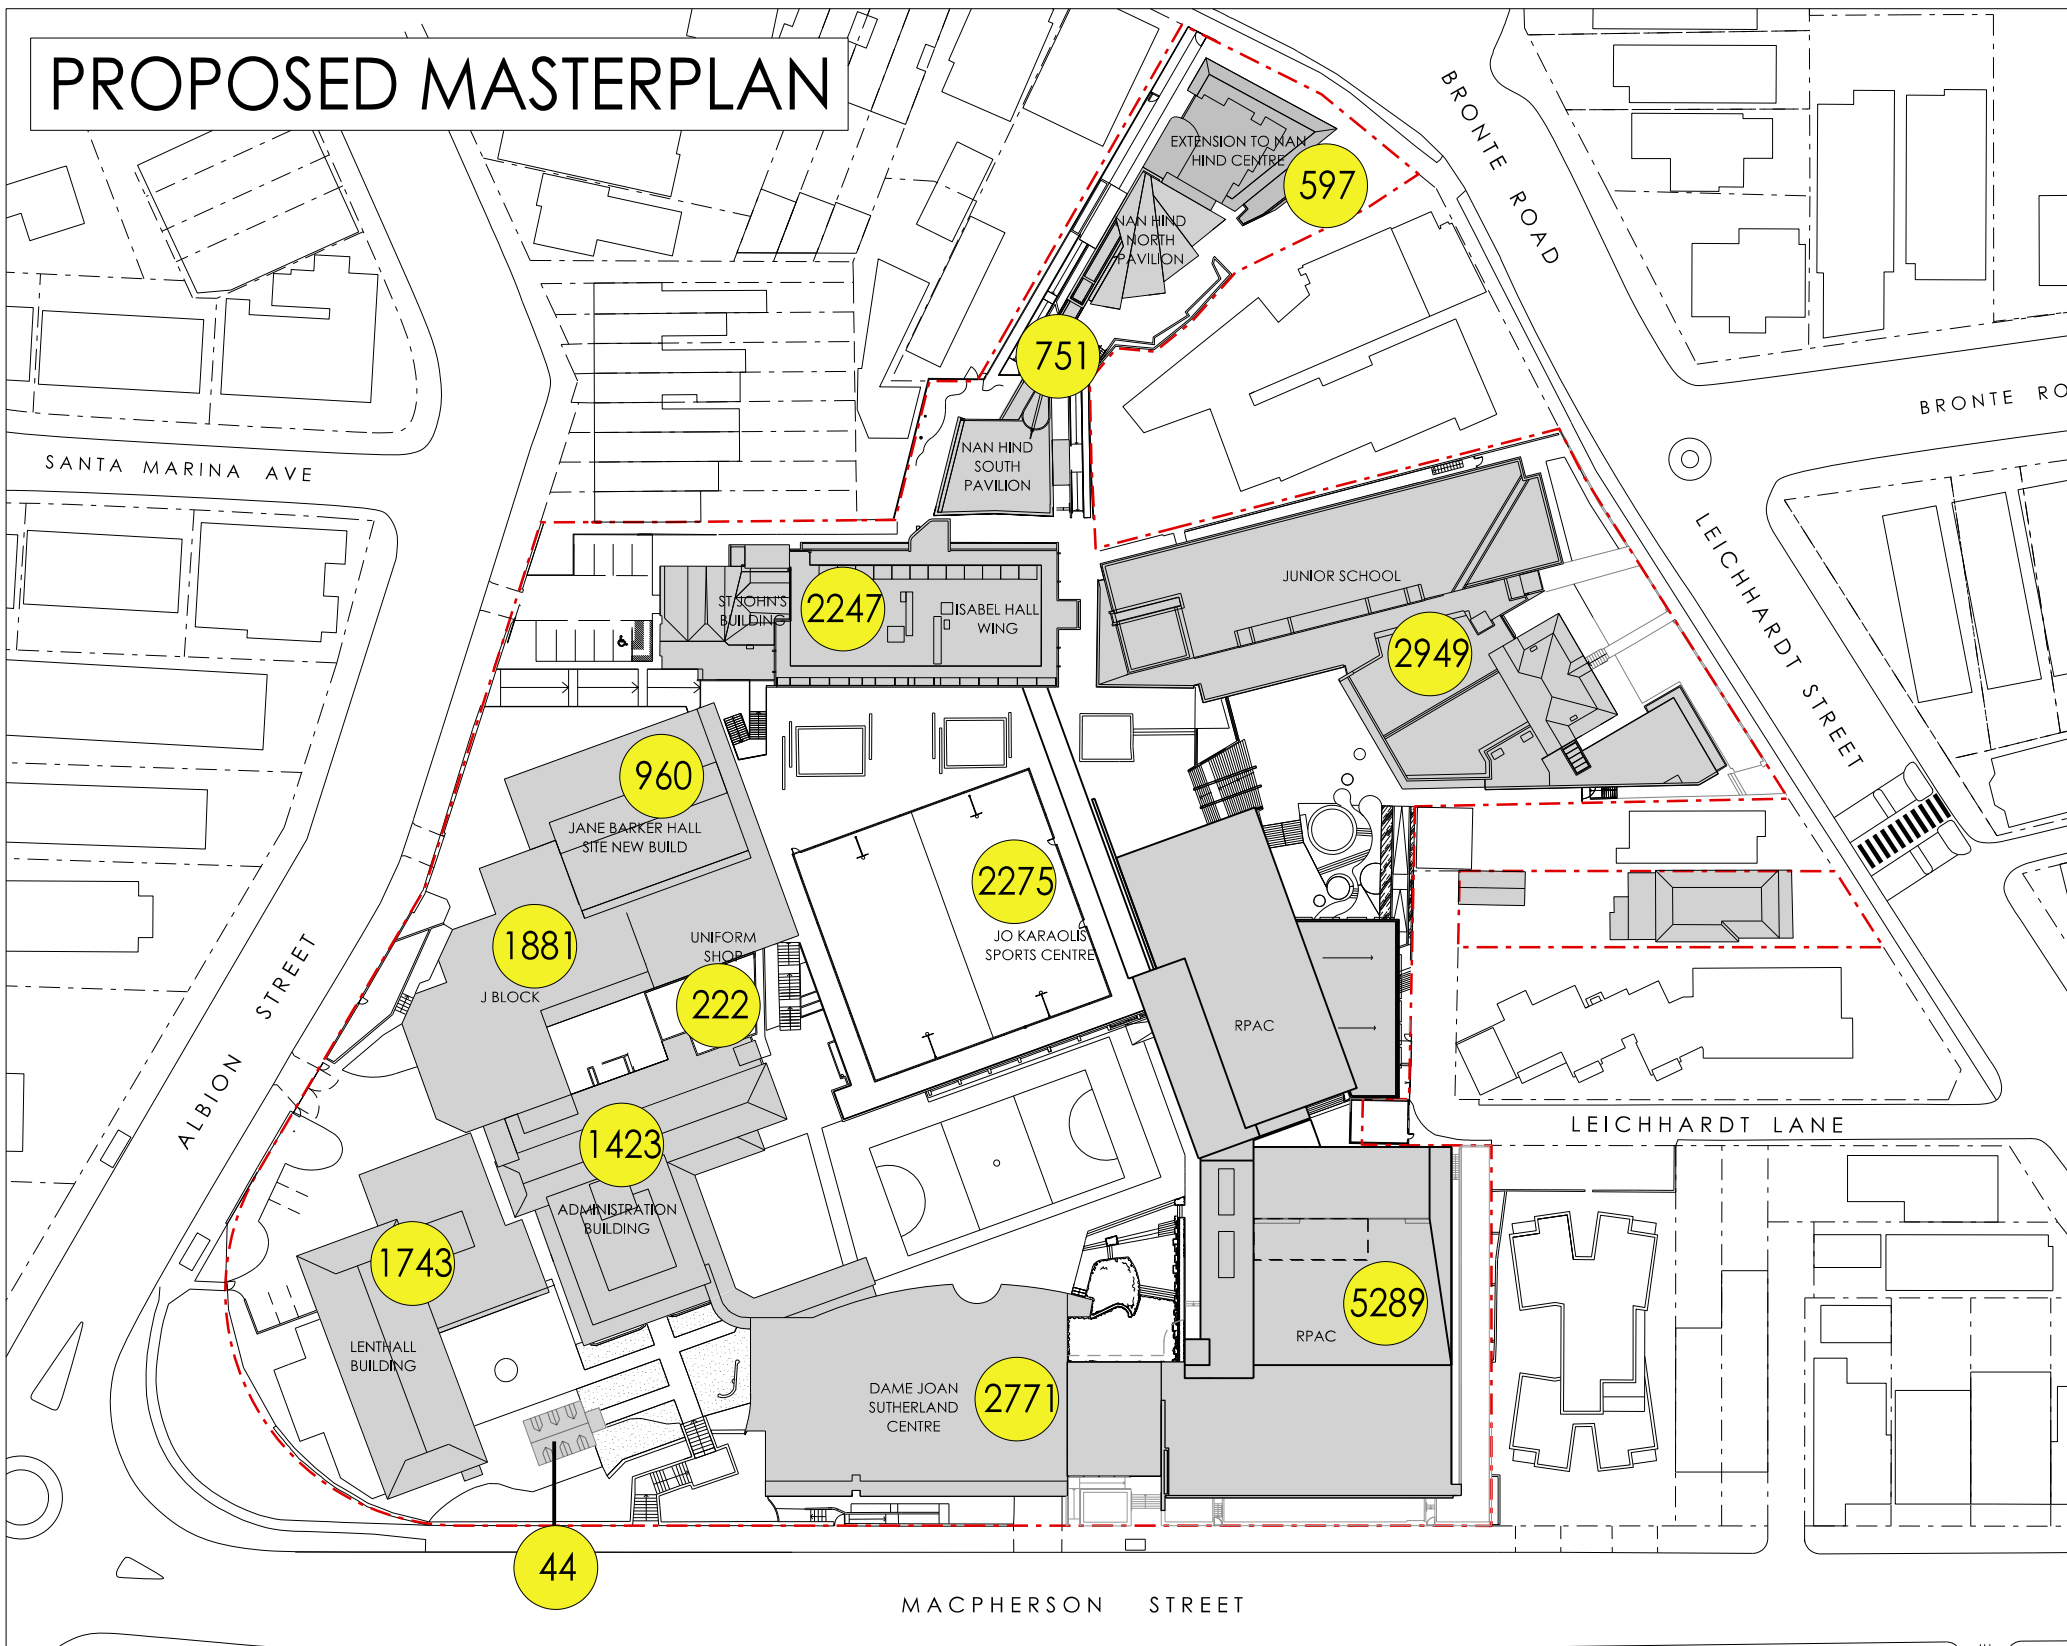 PROPOSED MASTERPLAN
BRONTE ROAD
EXTENSION TO NAN
HIND CENTRE
597
NAN HIND
NORTH
PAVILION
751
BRONTE RO
SANTA MARINA AVE
NAN HIND
SOUTH
PAVILION
LEICHHARDT STREET
JUNIOR SCHOOL
ST JOHN'S
BUILDING
2247
ISABEL HALL
WING
2949
960
JANE BARKER HALL
SITE NEW BUILD
2275
JO KARAOLIS
SPORTS CENTRE
1881
J BLOCK
UNIFORM
SHOP
222
ALBION STREET
RPAC
LEICHHARDT LANE
1423
ADMINISTRATION
BUILDING
1743
LENTHALL
BUILDING
5289
RPAC
DAME JOAN
SUTHERLAND
CENTRE
2771
44
MACPHERSON STREET